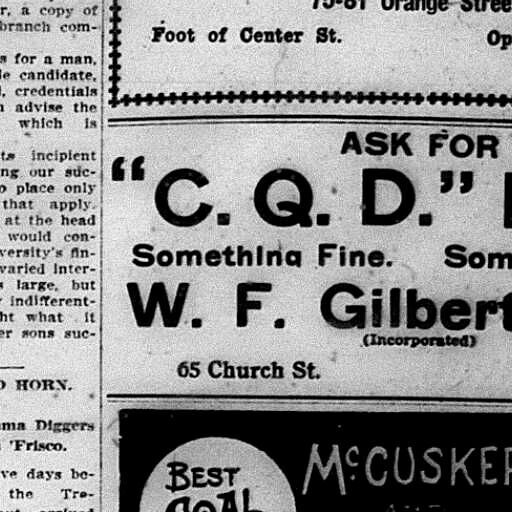 r, a copy of
branch com-
s for a man,
le candidate,
, credentials
advise the
which is
ts incipient
ng our suc-
o place only
that apply.
at the head
would con-
versity's fin-
varied inter-
s large, but
indifferent-
ht what it
er sons suc-
HORN.
ma Diggers
'Frisco.
ve days be-
the Tre-
75-81 Orange Stree
Foot of Center St. Op
ASK FOR
"C. Q. D."
Something Fine. Som
W. F. Gilbert
(Incorporated)
65 Church St.
BEST
COAL
McCUSKER